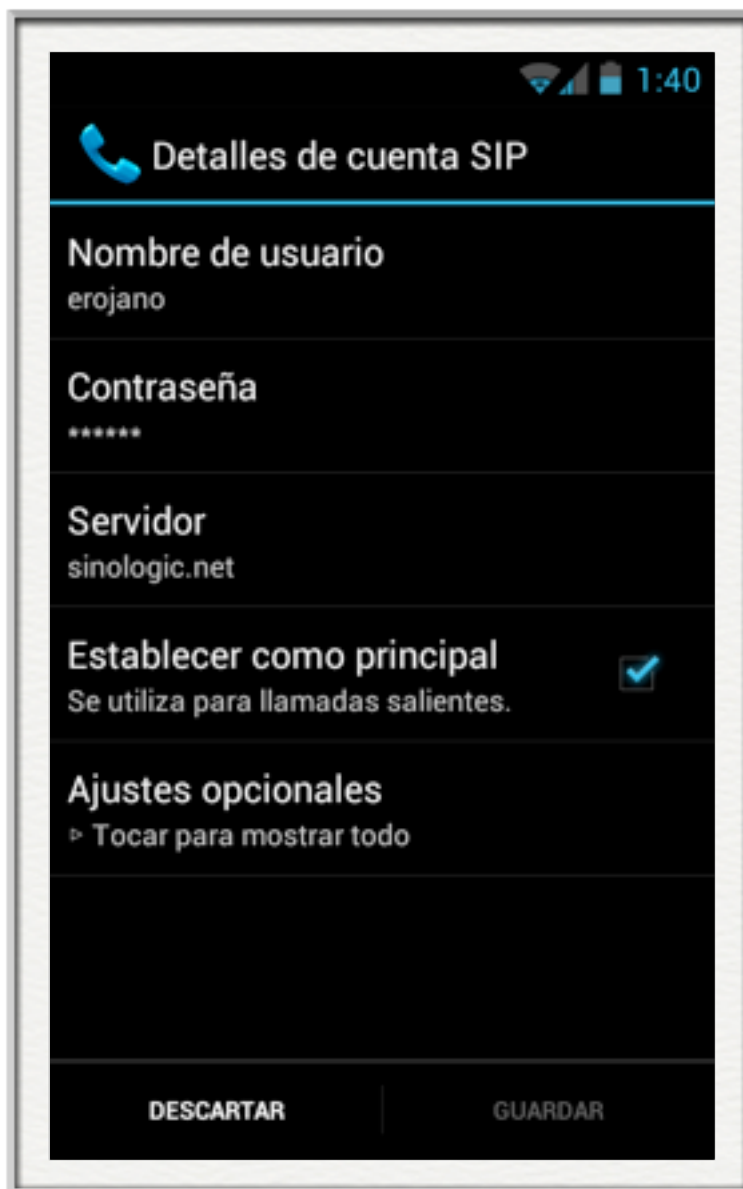 1:40
Detalles de cuenta SIP
Nombre de usuario
erojano
Contraseña
******
Servidor
sinologic.net
Establecer como principal
Se utiliza para llamadas salientes.
Ajustes opcionales
▹ Tocar para mostrar todo
DESCARTAR
GUARDAR